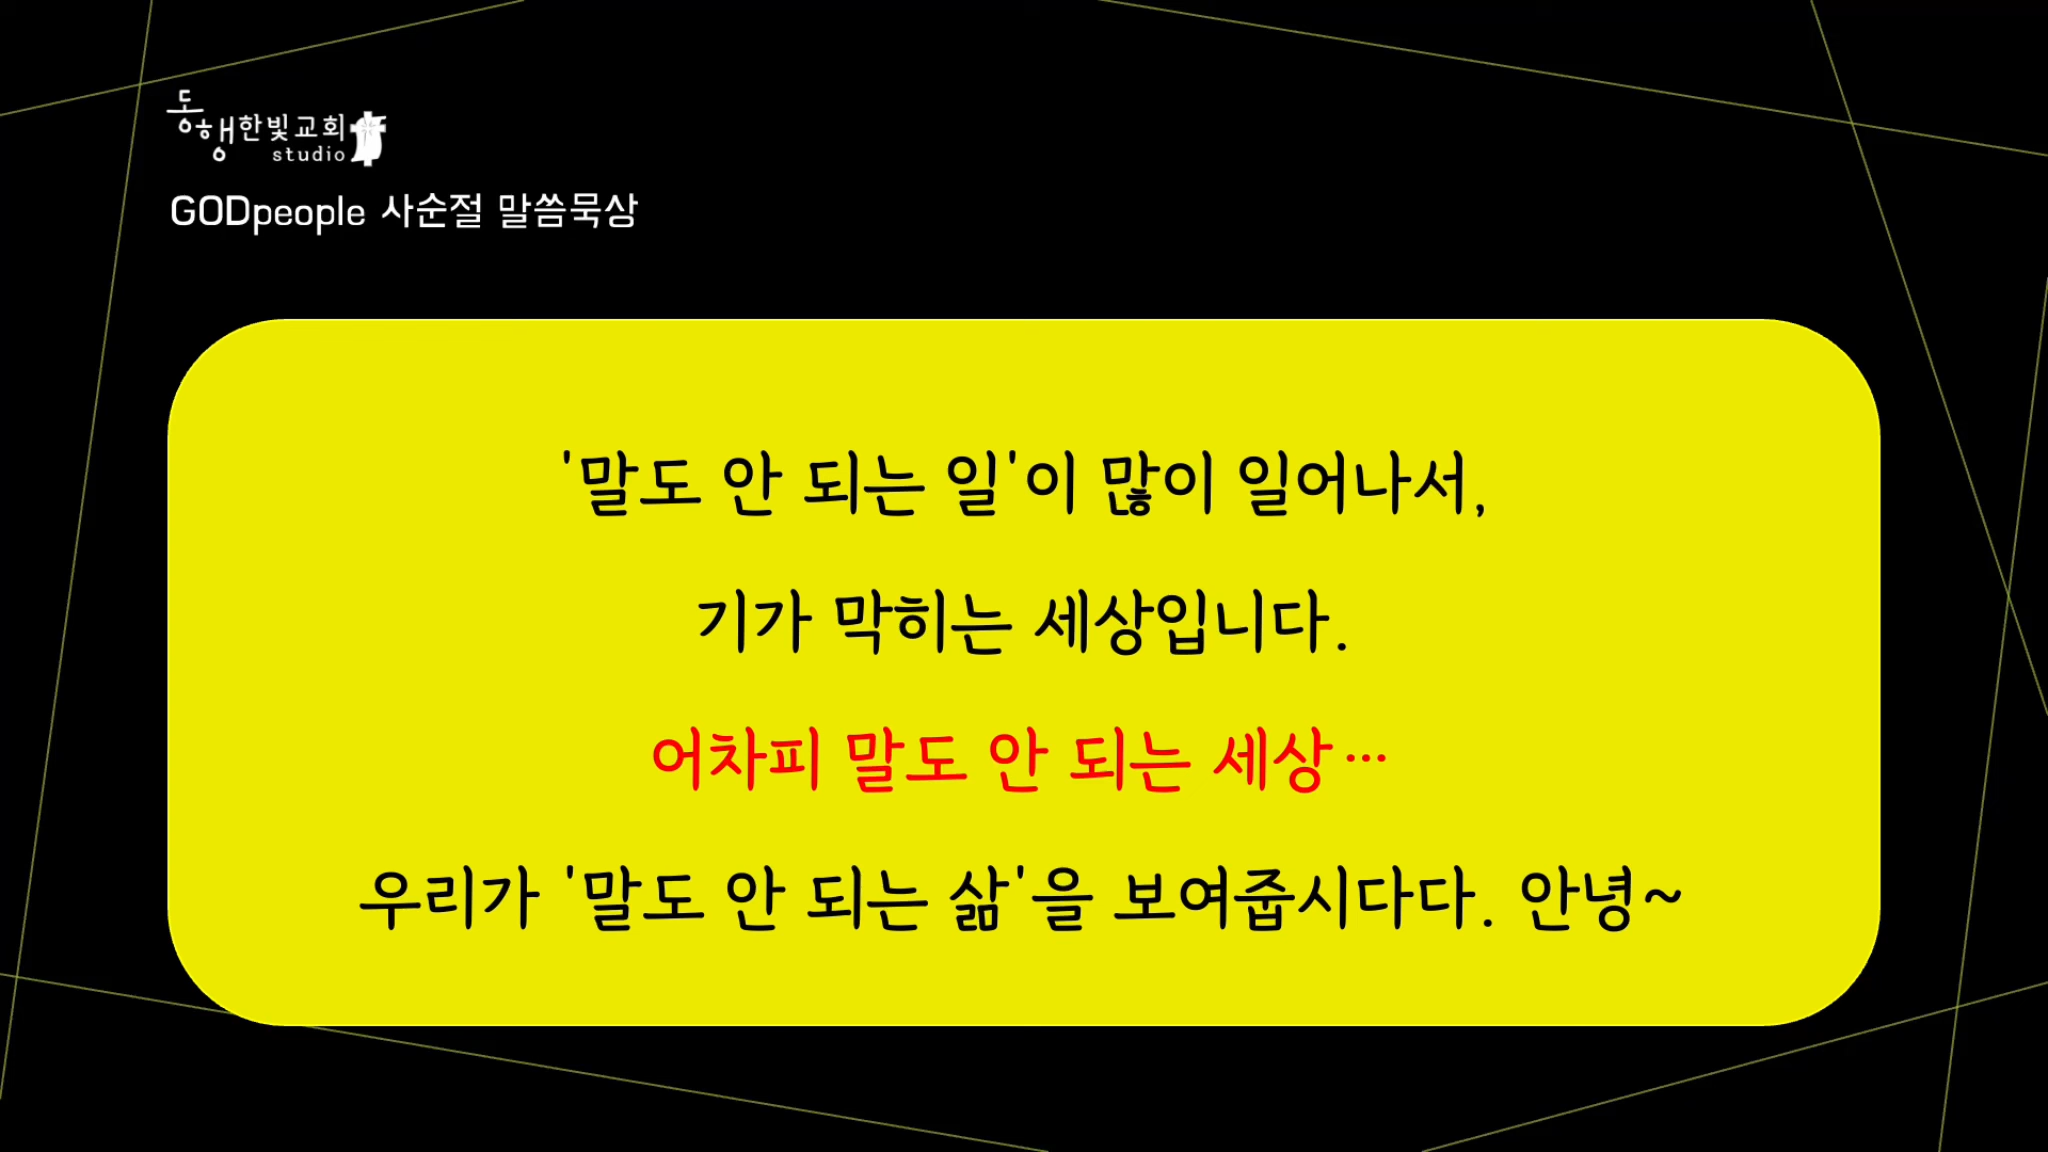 동행한빛교회
studio
GODpeople 사순절 말씀묵상
'말도 안 되는 일'이 많이 일어나서,
기가 막히는 세상입니다.
어차피 말도 안 되는 세상…
우리가 '말도 안 되는 삶'을 보여줍시다다. 안녕~